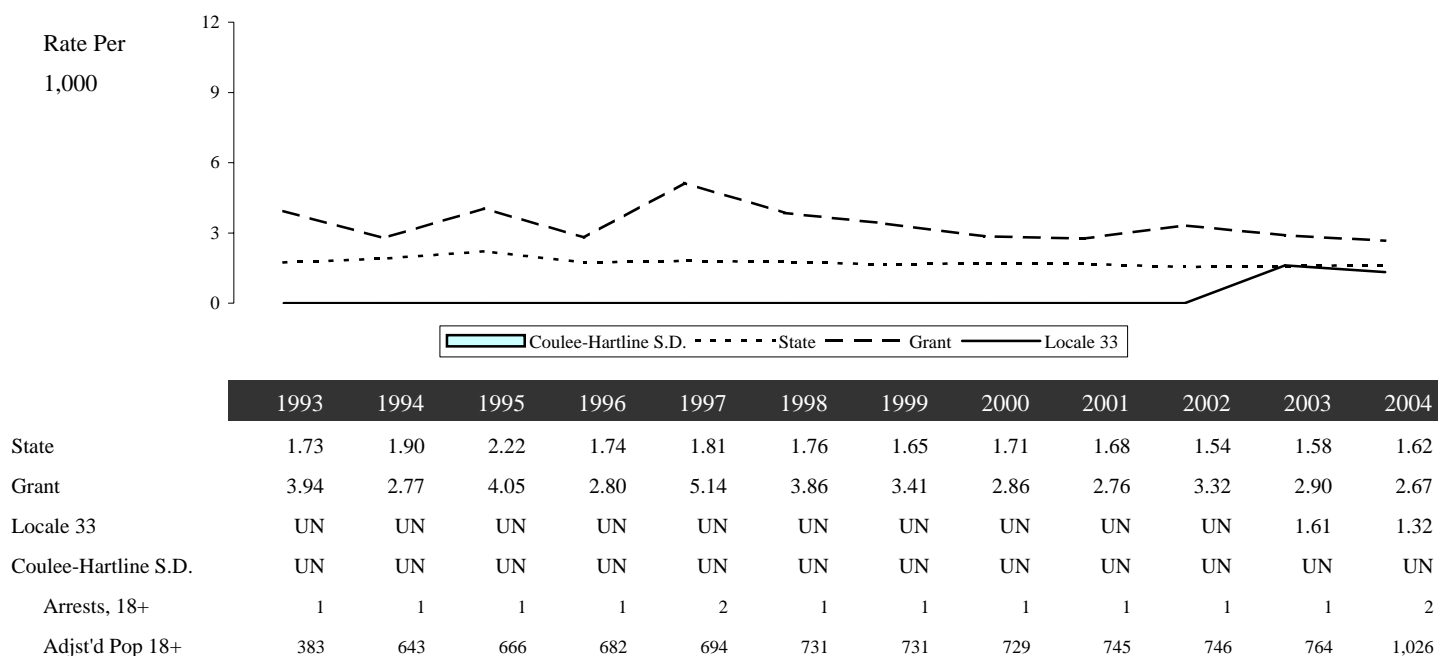 12
Rate Per
1,000
9
6
3
0
Coulee-Hartline S.D. State Grant Locale 33
1993 1994 1995 1996 1997 1998 1999 2000 2001 2002 2003 2004
State 1.73 1.90 2.22 1.74 1.81 1.76 1.65 1.71 1.68 1.54 1.58 1.62
Grant 3.94 2.77 4.05 2.80 5.14 3.86 3.41 2.86 2.76 3.32 2.90 2.67
Locale 33 UN UN UN UN UN UN UN UN UN UN 1.61 1.32
Coulee-Hartline S.D. UN UN UN UN UN UN UN UN UN UN UN UN
Arrests, 18+ 1 1 1 1 2 1 1 1 1 1 1 2
Adjst'd Pop 18+ 383 643 666 682 694 731 731 729 745 746 764 1,026